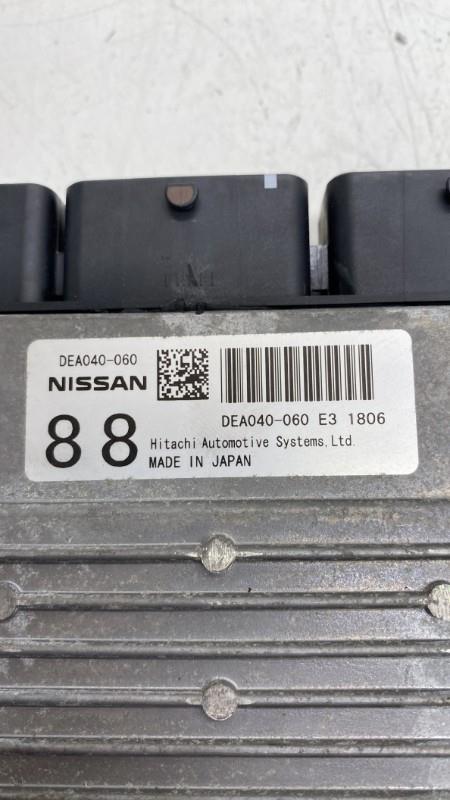 DEA040-060
NISSAN
88
DEA040-060 E3 1806
Hitachi Automotive Systems,Ltd.
MADE IN JAPAN